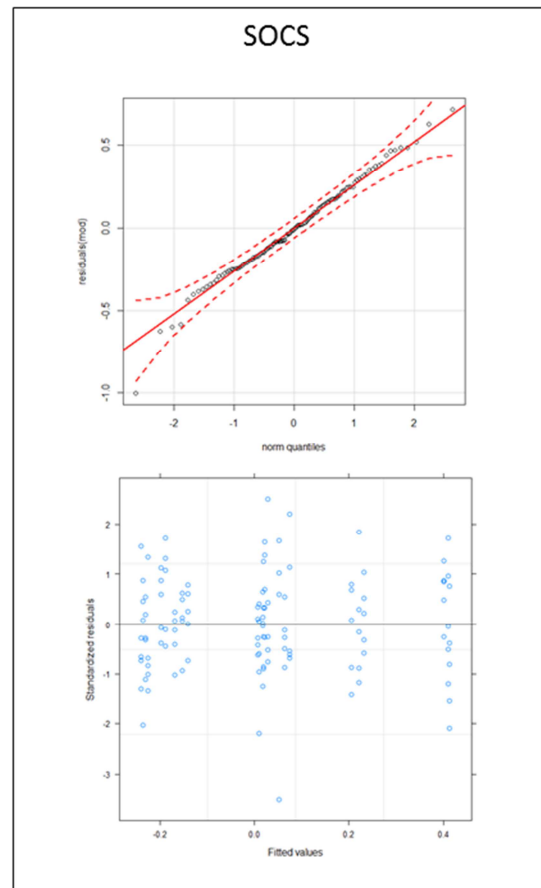 SOCS
0.5
0.0
-0.5
-1.0
residuals(mod)
-2 -1 0 1 2
norm quantiles
2
1
0
-1
-2
-3
Standardized residuals
-0.2 0.0 0.2 0.4
Fitted values